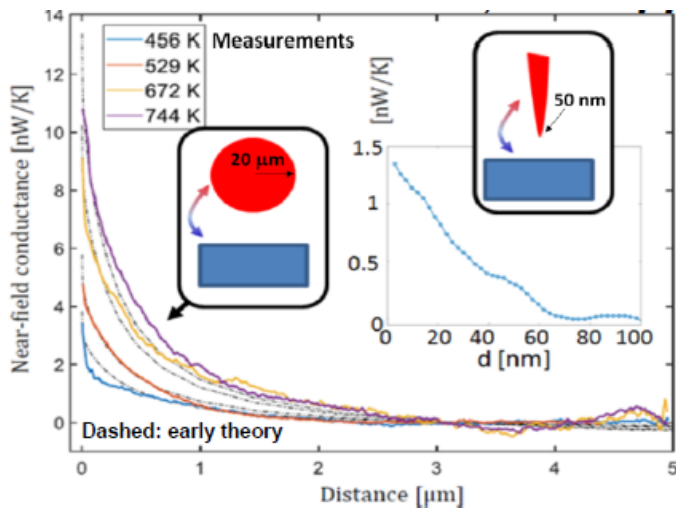 14
12
10
8
6
4
2
0
Near-field conductance [nW/K]
456 K
529 K
672 K
744 K
Measurements
20 μm
[nW/K]
50 nm
1.5
1
0.5
0
0 20 40 60 80 100
d [nm]
Dashed: early theory
0 1 2 3 4 5
Distance [μm]